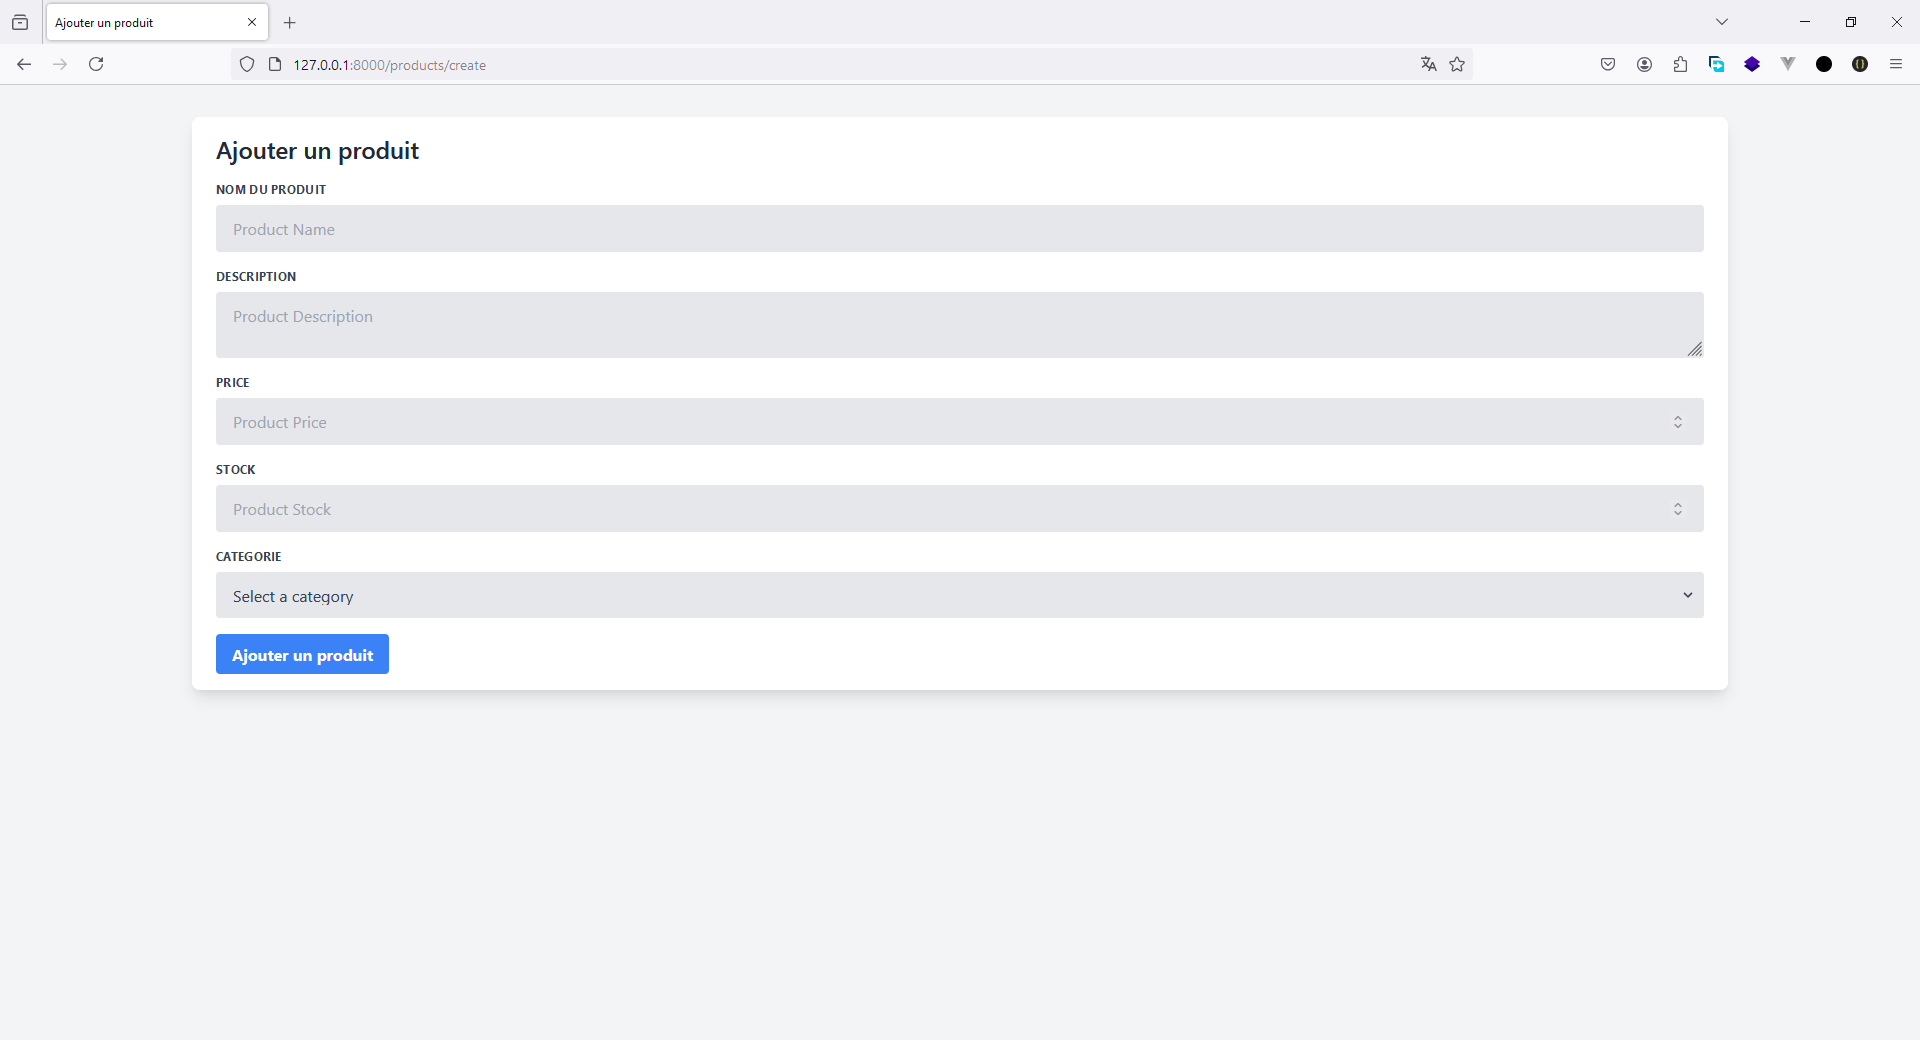 Ajouter un produit
127.0.0.1:8000/products/create
Ajouter un produit
NOM DU PRODUIT
Product Name
DESCRIPTION
Product Description
PRICE
Product Price
STOCK
Product Stock
CATEGORIE
Select a category
Ajouter un produit